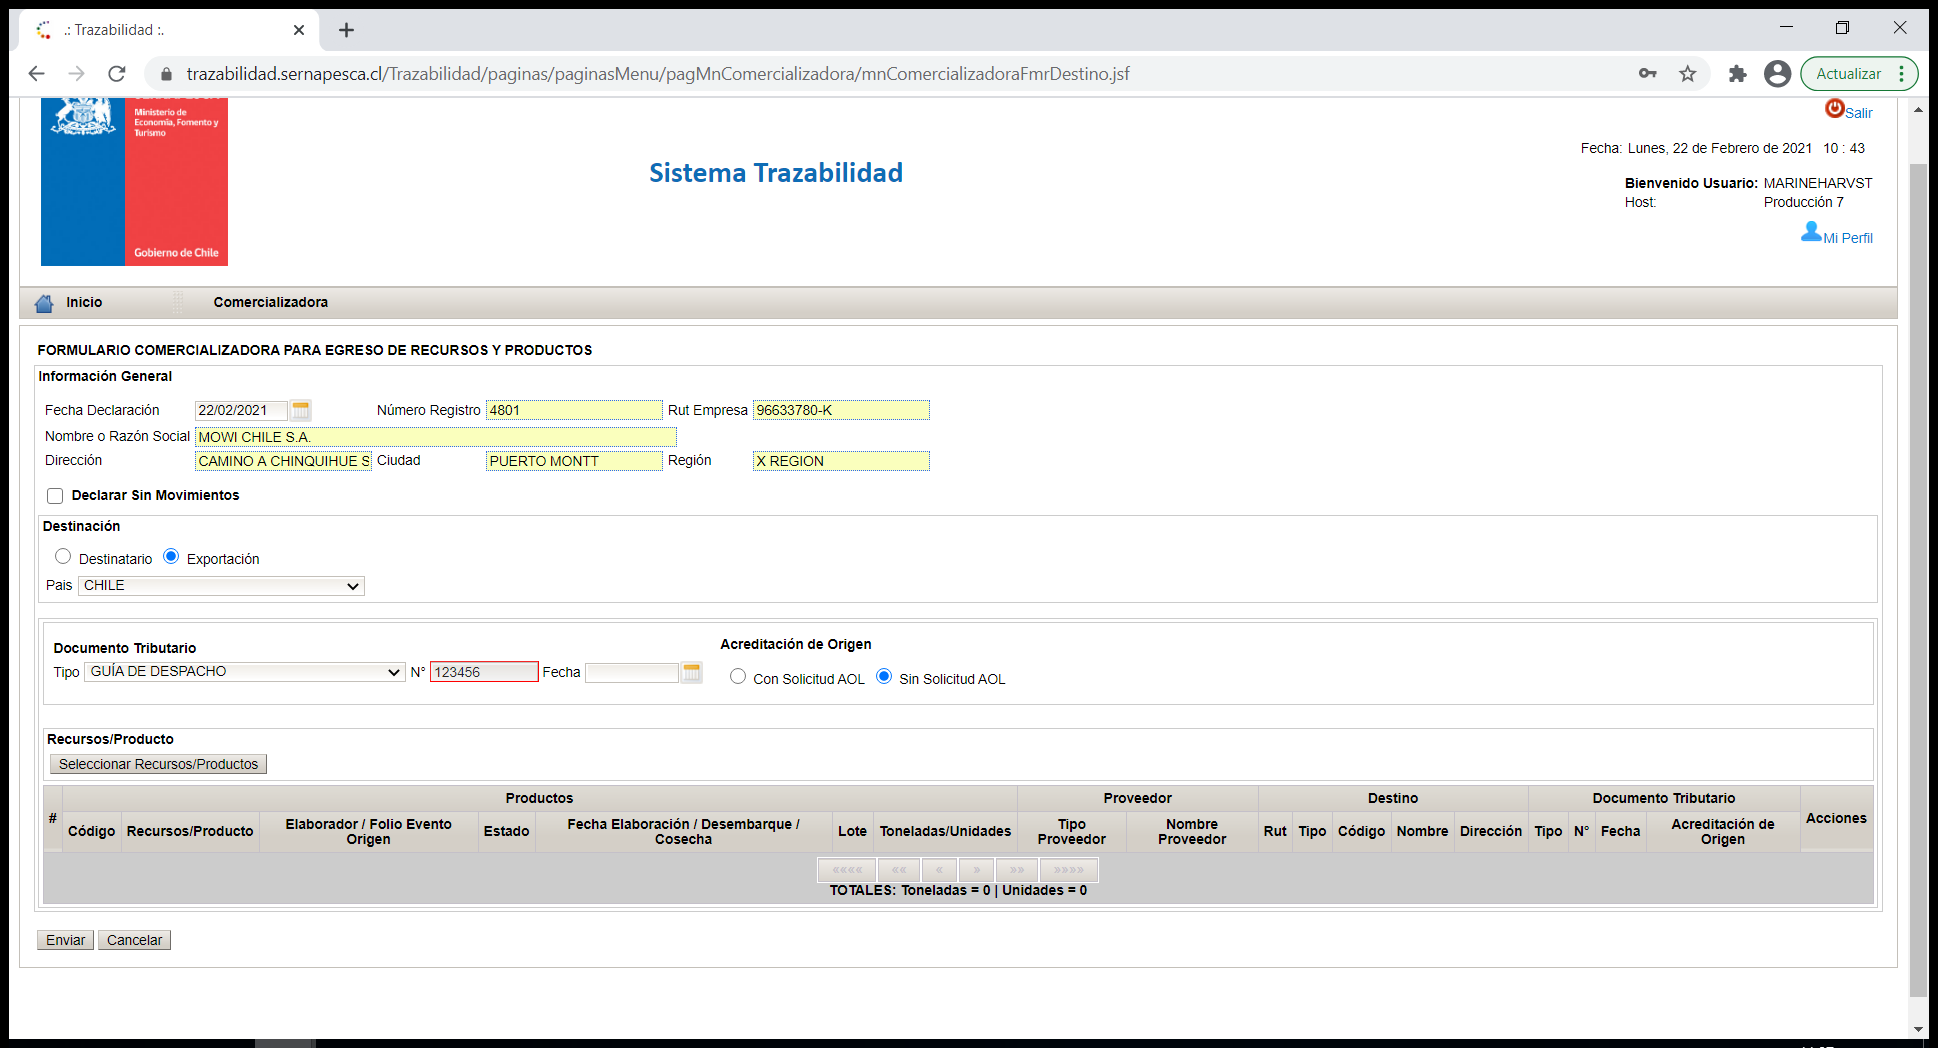 .: Trazabilidad :.
trazabilidad.sernapesca.cl/Trazabilidad/paginas/paginasMenu/pagMnComercializadora/mnComercializadoraFmrDestino.jsf
Actualizar
Ministerio de
Economía, Fomento y
Turismo
Gobierno de Chile
Sistema Trazabilidad
Salir
Fecha: Lunes, 22 de Febrero de 2021 10 : 43
Bienvenido Usuario: MARINEHARVST
Host: Producción 7
Mi Perfil
Inicio Comercializadora
FORMULARIO COMERCIALIZADORA PARA EGRESO DE RECURSOS Y PRODUCTOS
Información General
Fecha Declaración 22/02/2021 Número Registro 4801 Rut Empresa 96633780-K
Nombre o Razón Social MOWI CHILE S.A.
Dirección CAMINO A CHINQUIHUE S Ciudad PUERTO MONTT Región X REGION
Declarar Sin Movimientos
Destinación
Destinatario Exportación
Pais CHILE
Documento Tributario
Tipo GUÍA DE DESPACHO N° 123456 Fecha
Acreditación de Origen
Con Solicitud AOL Sin Solicitud AOL
Recursos/Producto
Seleccionar Recursos/Productos
# Productos Proveedor Destino Documento Tributario Acciones
Código Recursos/Producto Elaborador / Folio Evento Origen Estado Fecha Elaboración / Desembarque / Cosecha Lote Toneladas/Unidades Tipo Proveedor Nombre Proveedor Rut Tipo Código Nombre Dirección Tipo N° Fecha Acreditación de Origen
«««« «« « » »» »»»»
TOTALES: Toneladas = 0 | Unidades = 0
Enviar Cancelar